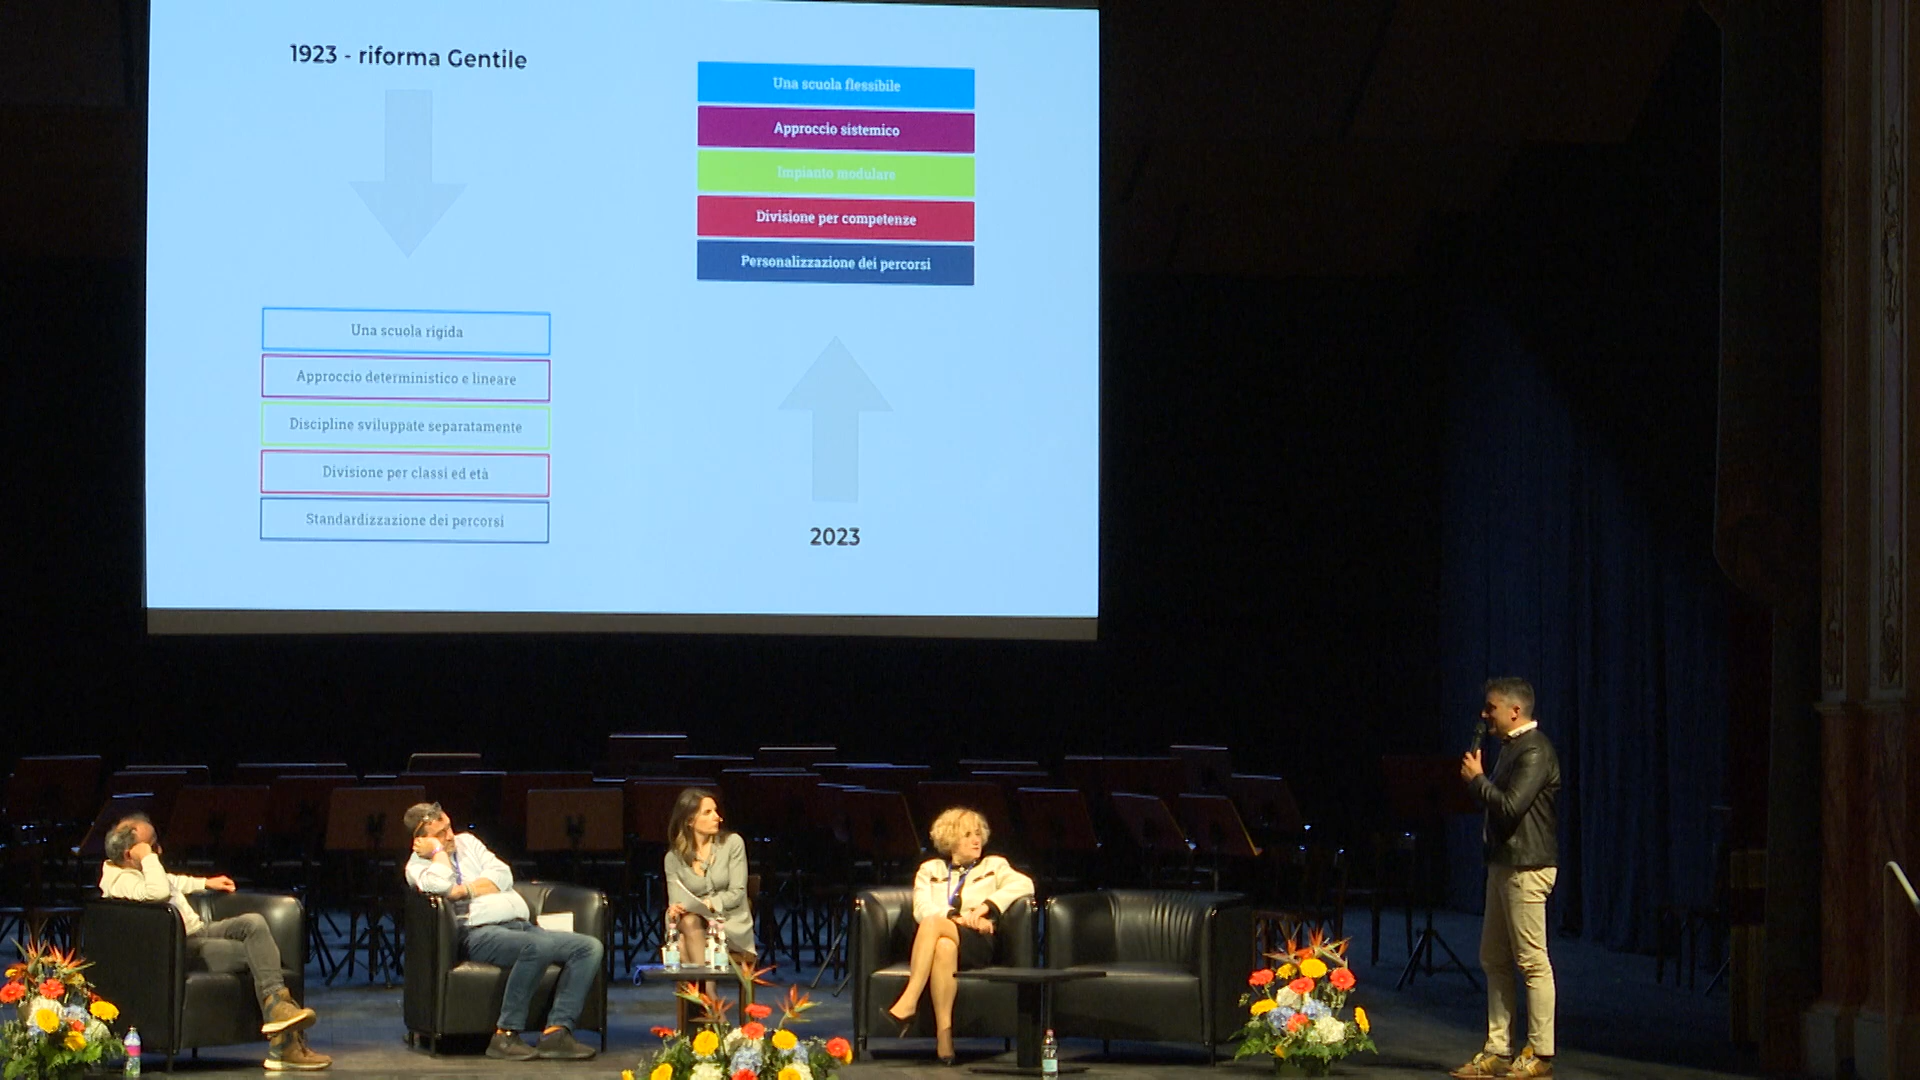 1923 - riforma Gentile
Una scuola rigida
Approccio deterministico e lineare
Discipline sviluppate separatamente
Divisione per classi ed età
Standardizzazione dei percorsi
Una scuola flessibile
Approccio sistemico
Impianto modulare
Divisione per competenze
Personalizzazione dei percorsi
2023